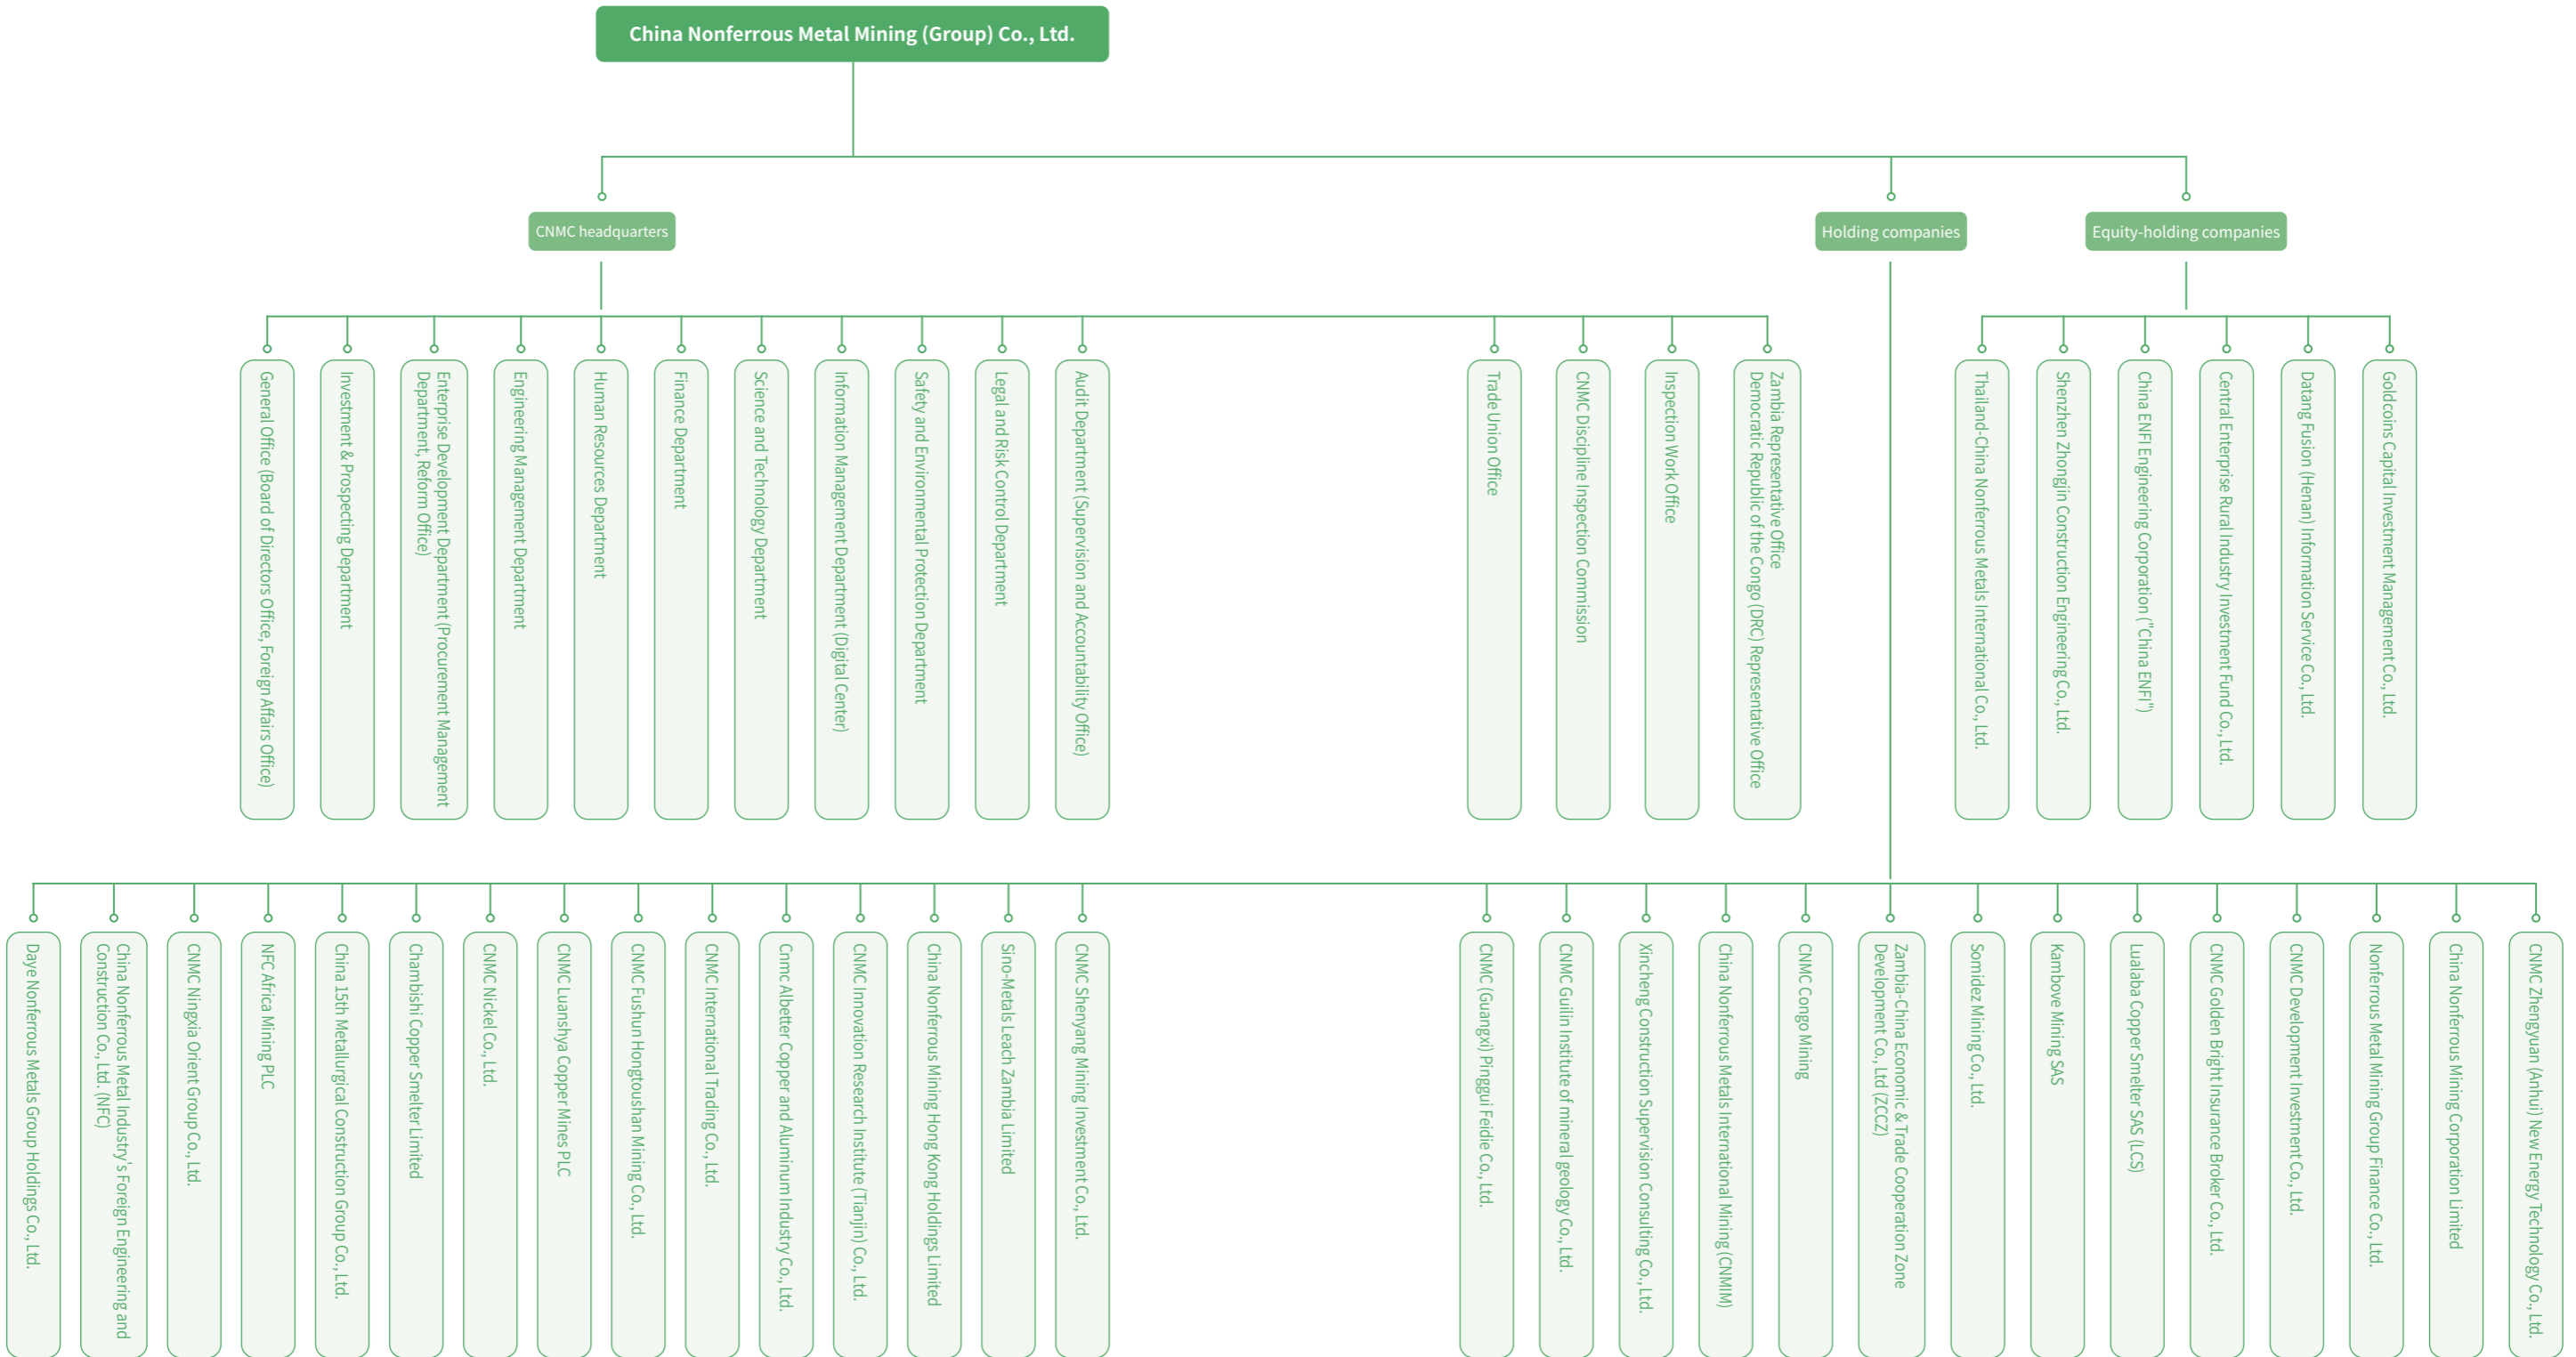 China Nonferrous Metal Mining (Group) Co., Ltd.
CNMC headquarters
Holding companies
Equity-holding companies
General Office (Board of Directors Office, Foreign Affairs Office)
Investment & Prospecting Department
Enterprise Development Department (Procurement Management
Department, Reform Office)
Engineering Management Department
Human Resources Department
Finance Department
Science and Technology Department
Information Management Department (Digital Center)
Safety and Environmental Protection Department
Legal and Risk Control Department
Audit Department (Supervision and Accountability Office)
Trade Union Office
CNMC Discipline Inspection Commission
Inspection Work Office
Zambia Representative Office
Democratic Republic of the Congo (DRC) Representative Office
Thailand-China Nonferrous Metals International Co., Ltd.
Shenzhen Zhongjin Construction Engineering Co., Ltd.
China ENFI Engineering Corporation ("China ENFI")
Central Enterprise Rural Industry Investment Fund Co., Ltd.
Datang Fusion (Henan) Information Service Co., Ltd.
Goldcoins Capital Investment Management Co., Ltd.
Daye Nonferrous Metals Group Holdings Co., Ltd.
China Nonferrous Metal Industry's Foreign Engineering and
Construction Co., Ltd. (NFC)
CNMC Ningxia Orient Group Co., Ltd.
NFC Africa Mining PLC
China 15th Metallurgical Construction Group Co., Ltd.
Chambishi Copper Smelter Limited
CNMC Nickel Co., Ltd.
CNMC Luanshya Copper Mines PLC
CNMC Fushun Hongtoushan Mining Co., Ltd.
CNMC International Trading Co., Ltd.
Cnmc Albetter Copper and Aluminum Industry Co., Ltd.
CNMC Innovation Research Institute (Tianjin) Co., Ltd.
China Nonferrous Mining Hong Kong Holdings Limited
Sino-Metals Leach Zambia Limited
CNMC Shenyang Mining Investment Co., Ltd.
CNMC (Guangxi) Pinggui Feidie Co., Ltd.
CNMC Guilin Institute of mineral geology Co., Ltd.
Xincheng Construction Supervision Consulting Co., Ltd.
China Nonferrous Metals International Mining (CNMIM)
CNMC Congo Mining
Zambia-China Economic & Trade Cooperation Zone
Development Co., Ltd (ZCCZ)
Somidez Mining Co., Ltd.
Kambove Mining SAS
Lualaba Copper Smelter SAS (LCS)
CNMC Golden Bright Insurance Broker Co., Ltd.
CNMC Development Investment Co., Ltd.
Nonferrous Metal Mining Group Finance Co., Ltd.
China Nonferrous Mining Corporation Limited
CNMC Zhengyuan (Anhui) New Energy Technology Co., Ltd.